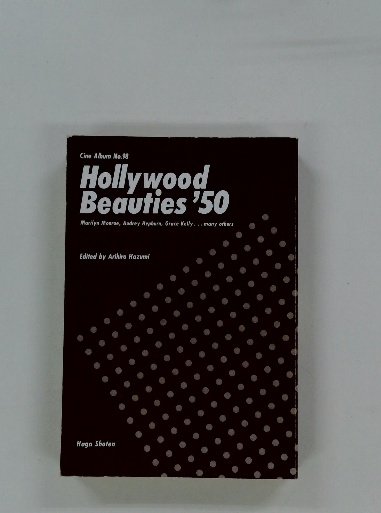 Cine Album No.98
Hollywood
Beauties '50
Marilyn Monroe, Audrey Hepburn, Grace Kelly . . . many others
Edited by Arihiro Hazumi
Haga Shoten